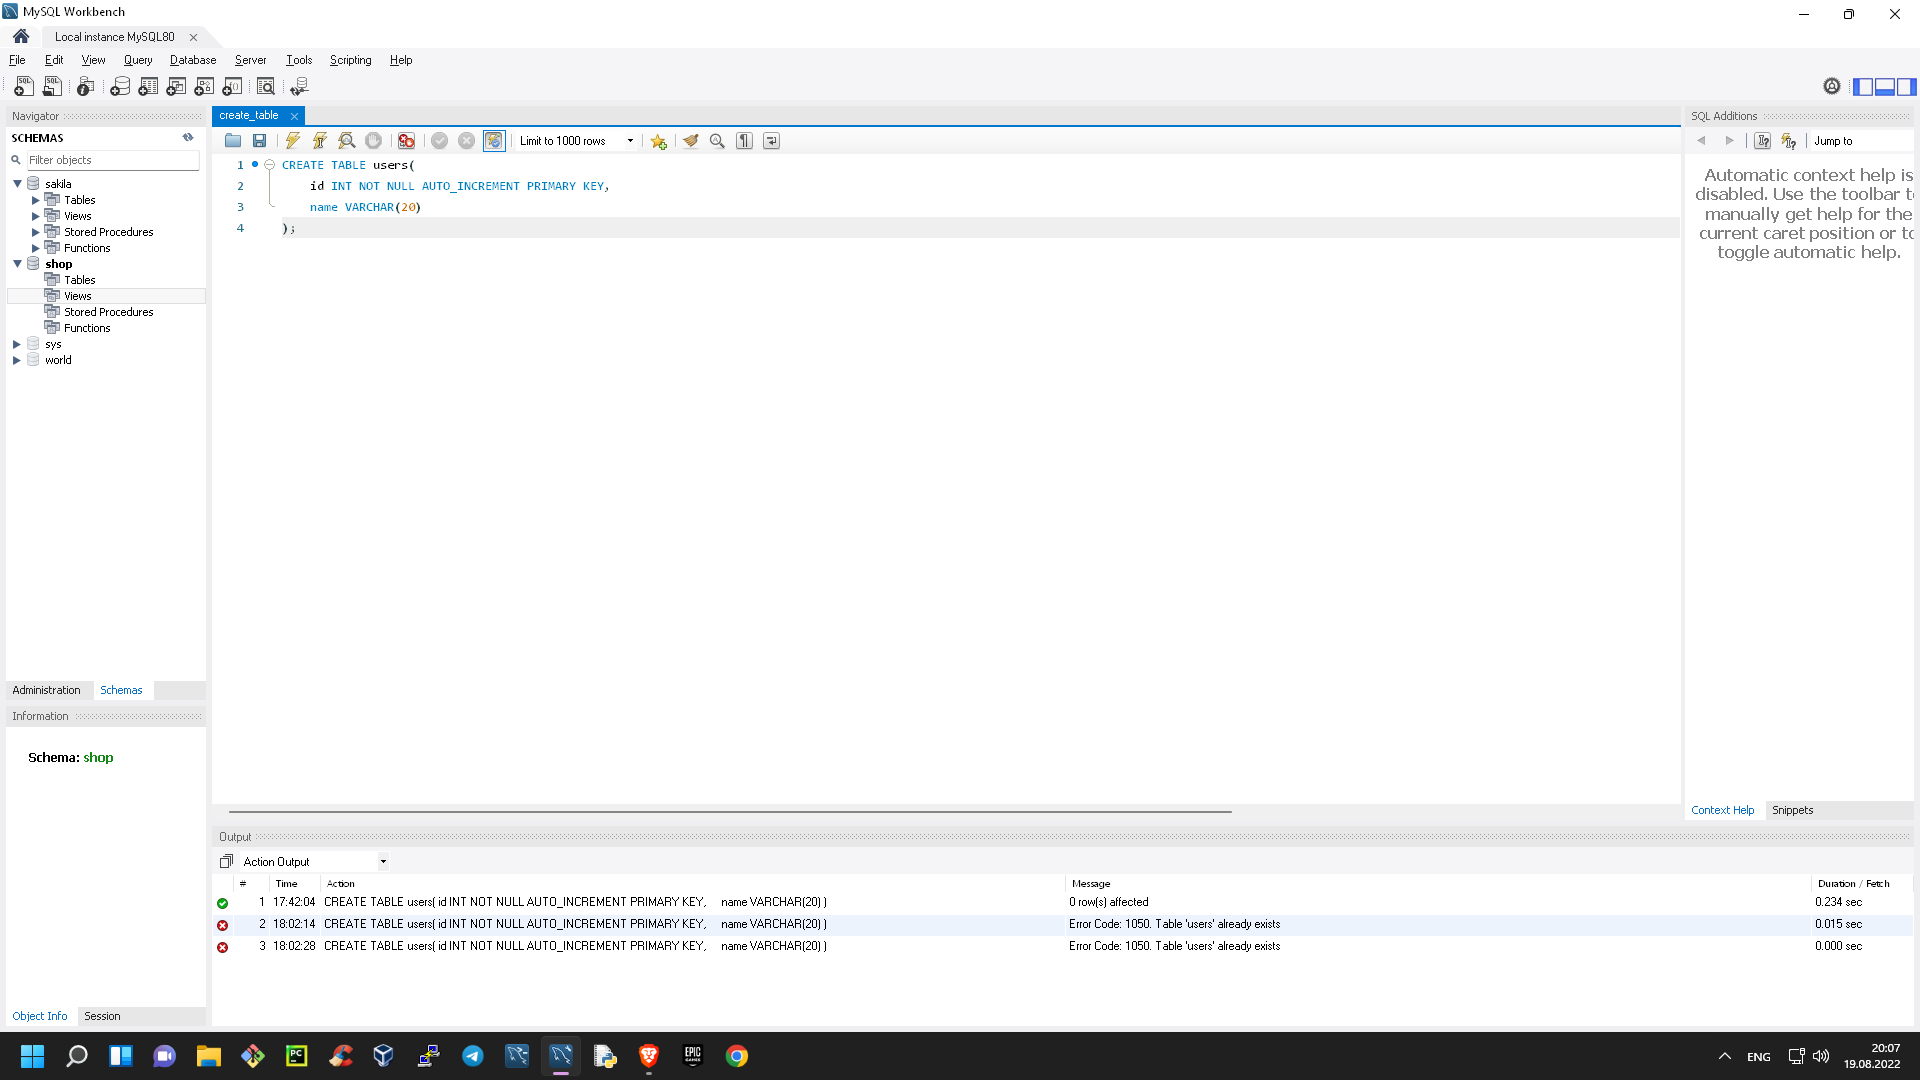 MySQL Workbench
Local instance MySQL80
File Edit View Query Database Server Tools Scripting Help
Navigator
SCHEMAS
Filter objects
sakila
Tables
Views
Stored Procedures
Functions
shop
Tables
Views
Stored Procedures
Functions
sys
world
Administration Schemas
Information
Schema: shop
Object Info Session
create_table
Limit to 1000 rows
1 CREATE TABLE users(
2 id INT NOT NULL AUTO_INCREMENT PRIMARY KEY,
3 name VARCHAR(20)
4 );
SQL Additions
Jump to
Automatic context help is
disabled. Use the toolbar t
manually get help for the
current caret position or to
toggle automatic help.
Context Help Snippets
Output
Action Output
# Time Action Message Duration / Fetch
1 17:42:04 CREATE TABLE users( id INT NOT NULL AUTO_INCREMENT PRIMARY KEY, name VARCHAR(20) ) 0 row(s) affected 0.234 sec
2 18:02:14 CREATE TABLE users( id INT NOT NULL AUTO_INCREMENT PRIMARY KEY, name VARCHAR(20) ) Error Code: 1050. Table 'users' already exists 0.015 sec
3 18:02:28 CREATE TABLE users( id INT NOT NULL AUTO_INCREMENT PRIMARY KEY, name VARCHAR(20) ) Error Code: 1050. Table 'users' already exists 0.000 sec
PC
EPIC
GAMES
ENG
20:07
19.08.2022